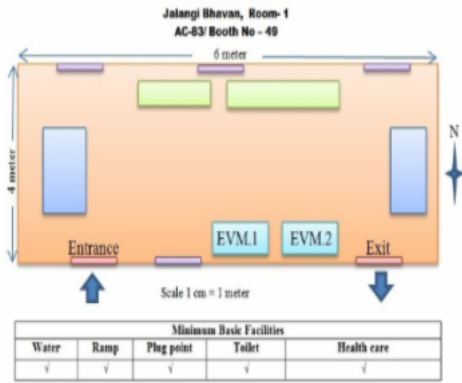 Jalangi Bhavan, Room- 1
AC-83/ Booth No – 49
6 meter
4 meter
N
EVM.1 EVM.2
Entrance Exit
Scale 1 cm = 1 meter
Minimum Basic Facilities
Water Ramp Plug point Toilet Health care
√ √ √ √ √